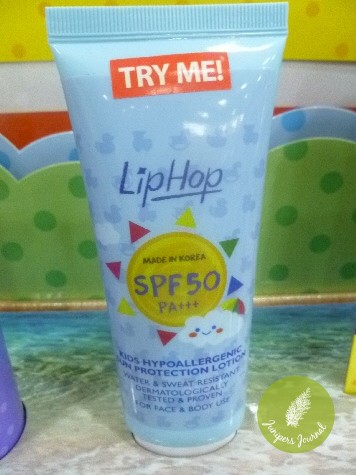 TRY ME!
LipHop
MADE IN KOREA
SPF50
PA+++
KIDS HYPOALLERGENIC
SUN PROTECTION LOTION
WATER & SWEAT RESISTANT
DERMATOLOGICALLY
TESTED & PROVEN
FOR FACE & BODY USE
Junipers Journal